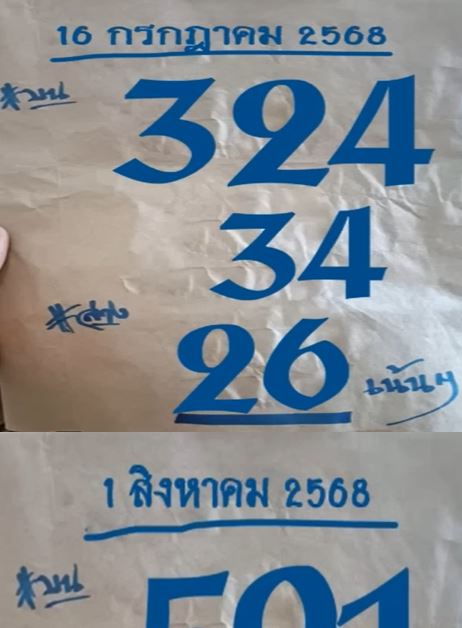 16 กรกฎาคม 2568
*บน
324
34
*ล่าง
26 เน้นๆ
1 สิงหาคม 2568
*บน